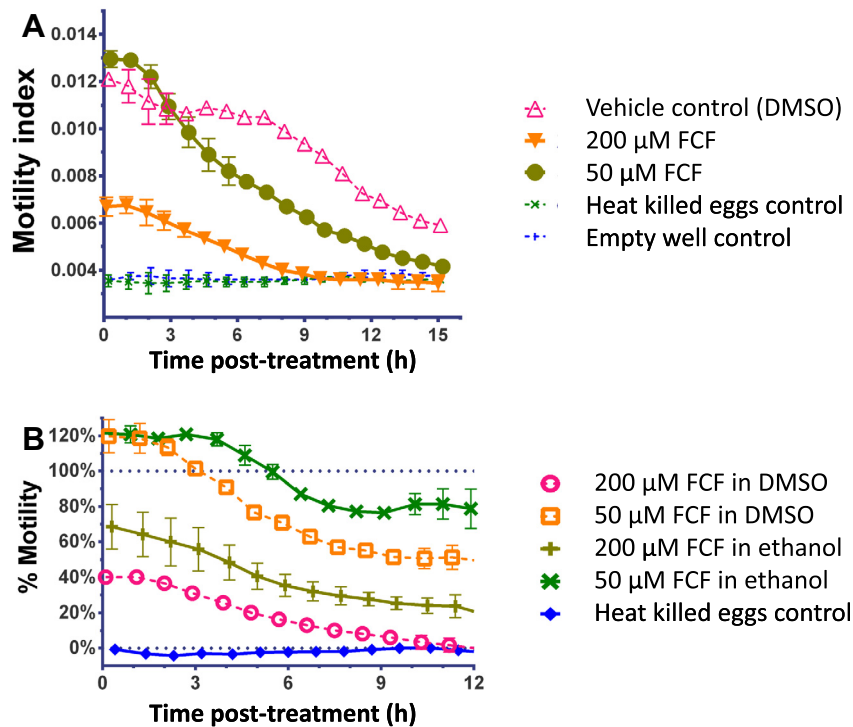 A
Motility index
0.014
0.012
0.010
0.008
0.006
0.004
0 3 6 9 12 15
Time post-treatment (h)
Vehicle control (DMSO)
200 µM FCF
50 µM FCF
Heat killed eggs control
Empty well control
B
% Motility
120%
100%
80%
60%
40%
20%
0%
0 3 6 9 12
Time post-treatment (h)
200 µM FCF in DMSO
50 µM FCF in DMSO
200 µM FCF in ethanol
50 µM FCF in ethanol
Heat killed eggs control